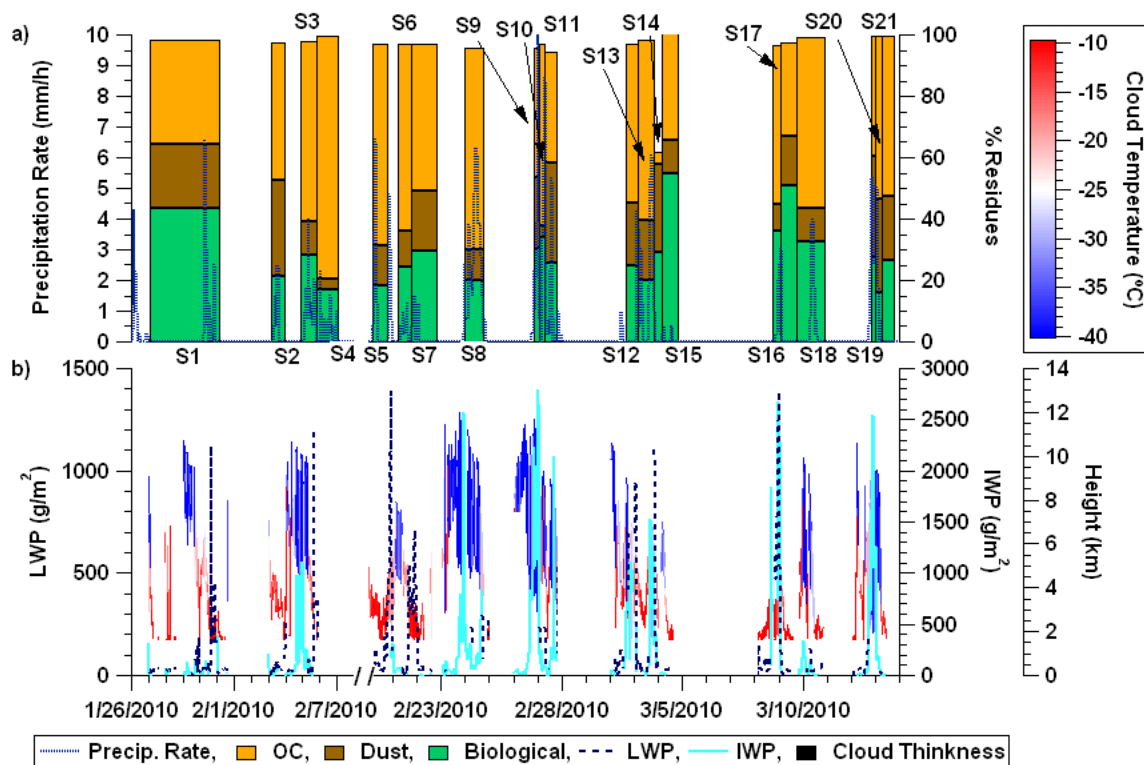 S3 S6 S9 S10 S11 S14 S13 S17 S20 S21
a)
10 9 8 7 6 5 4 3 2 1 0
Precipitation Rate (mm/h)
100 80 60 40 20 0
% Residues
-10 -15 -20 -25 -30 -35 -40
Cloud Temperature (ºC)
S1 S2 S4 S5 S7 S8 S12 S15 S16 S18 S19
b)
1500 1000 500 0
LWP (g/m2)
3000 2500 2000 1500 1000 500 0
IWP (g/m2)
14 12 10 8 6 4 2 0
Height (km)
1/26/2010 2/1/2010 2/7/2010 2/23/2010 2/28/2010 3/5/2010 3/10/2010
Precip. Rate, OC, Dust, Biological, LWP, IWP, Cloud Thinkness